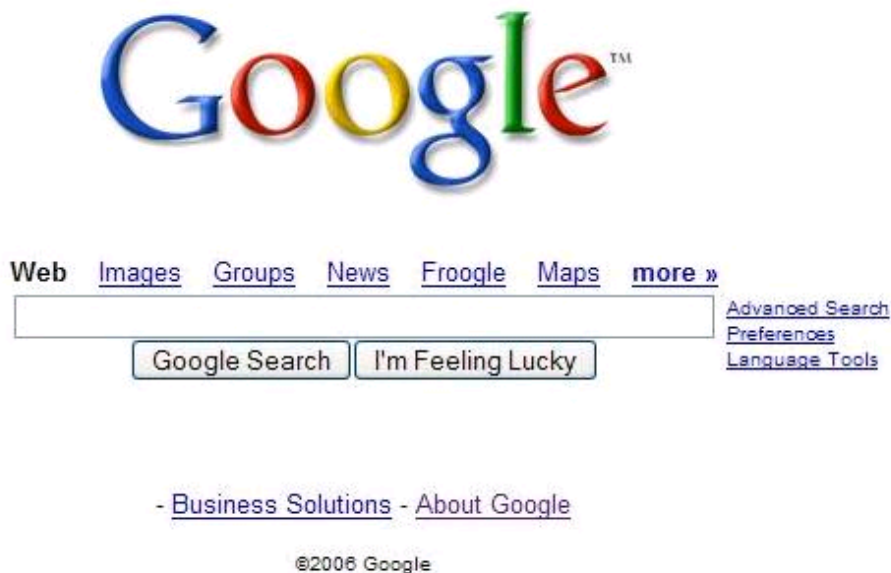 Google™
Web Images Groups News Froogle Maps more »
Advanced Search
Preferences
Language Tools
Google Search I'm Feeling Lucky
- Business Solutions - About Google
©2006 Google